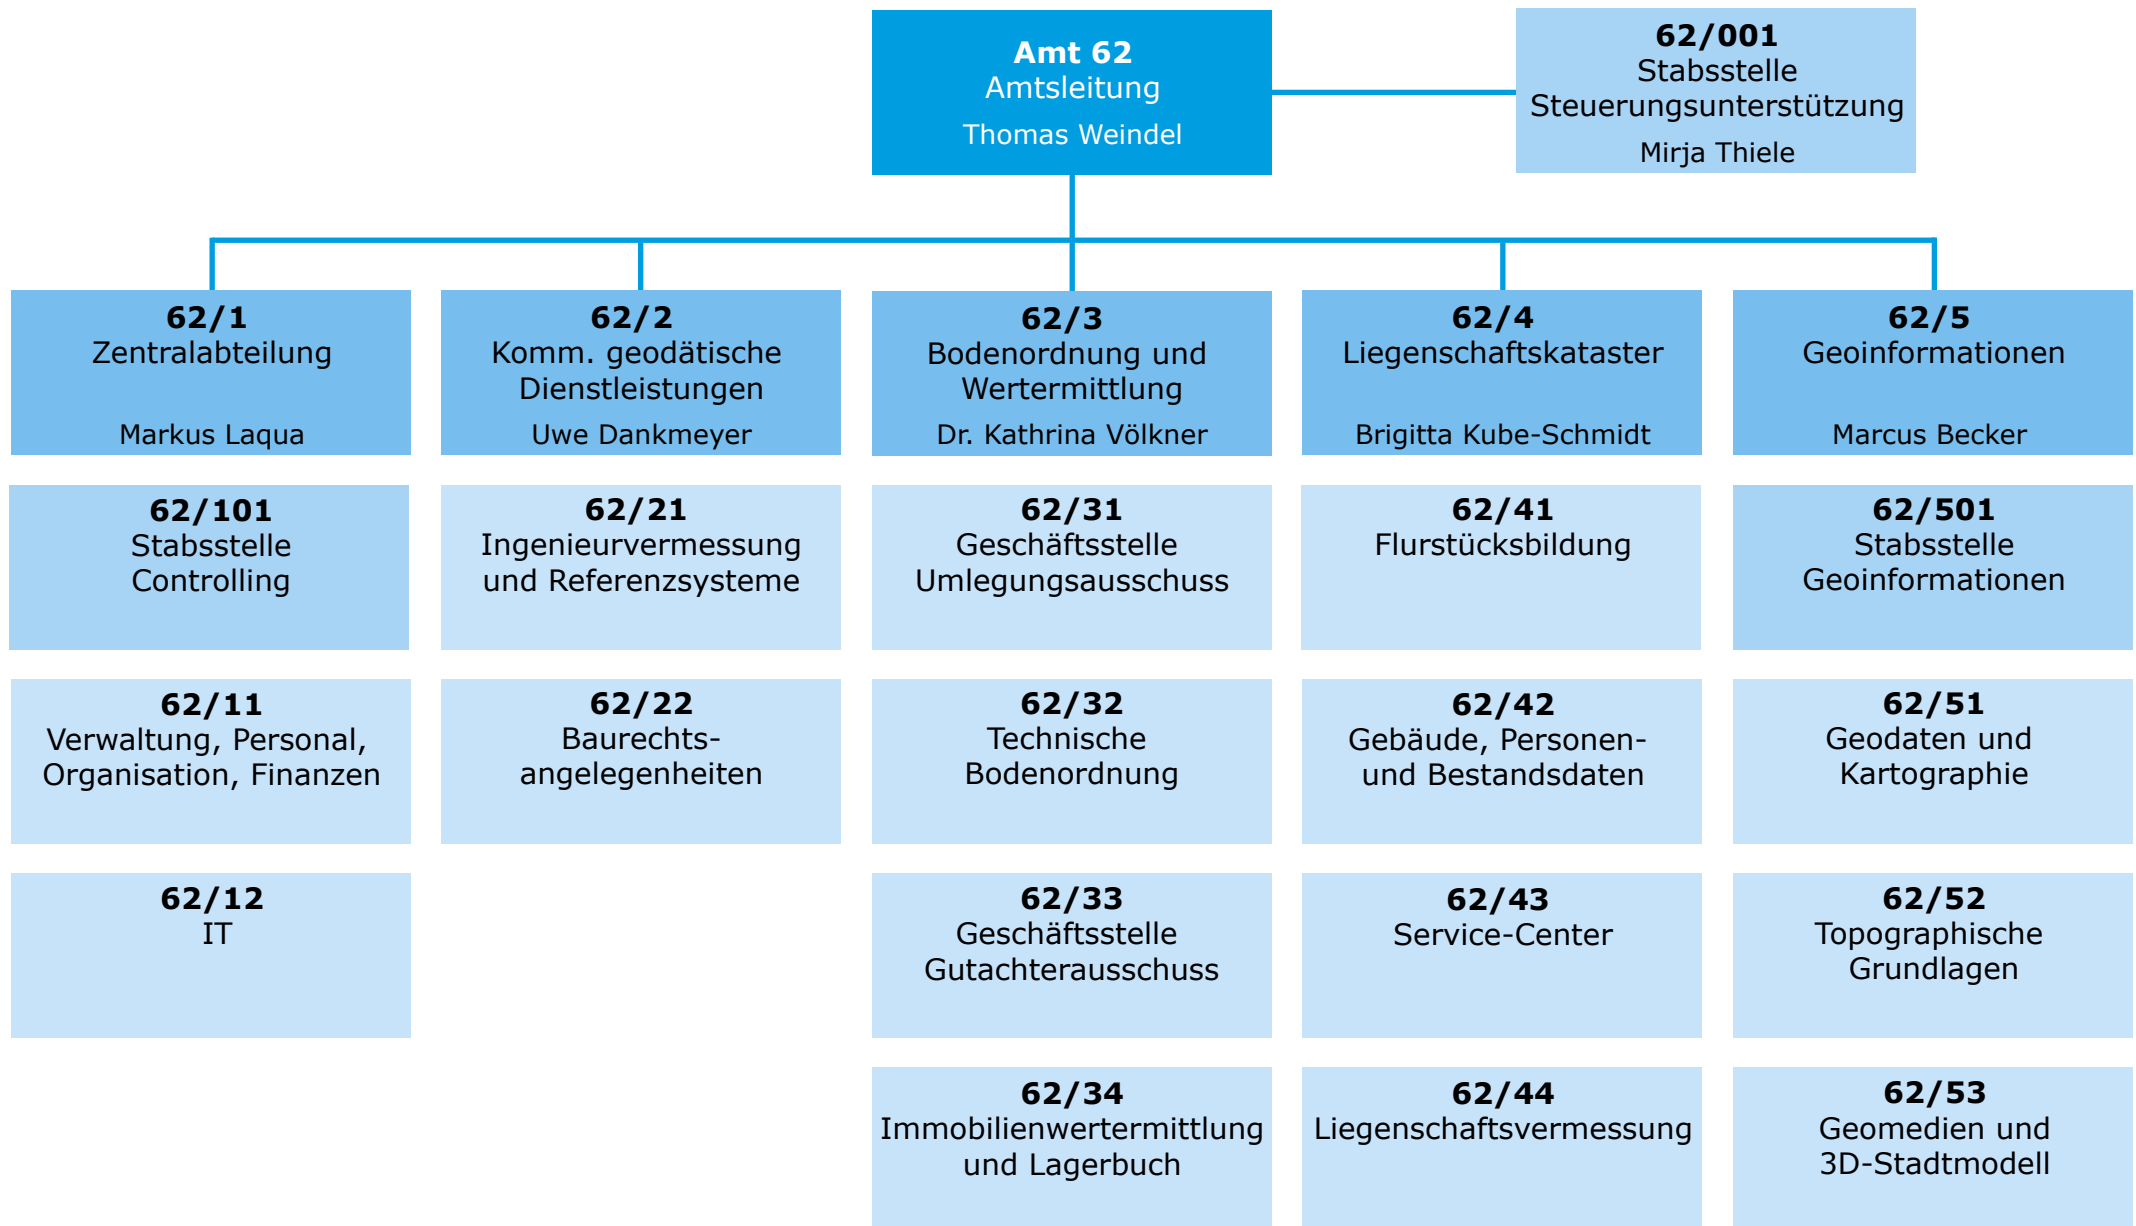 Amt 62
Amtsleitung
Thomas Weindel
62/001
Stabsstelle
Steuerungsunterstützung
Mirja Thiele
62/1
Zentralabteilung
Markus Laqua
62/2
Komm. geodätische
Dienstleistungen
Uwe Dankmeyer
62/3
Bodenordnung und
Wertermittlung
Dr. Kathrina Völkner
62/4
Liegenschaftskataster
Brigitta Kube-Schmidt
62/5
Geoinformationen
Marcus Becker
62/101
Stabsstelle
Controlling
62/21
Ingenieurvermessung
und Referenzsysteme
62/31
Geschäftsstelle
Umlegungsausschuss
62/41
Flurstücksbildung
62/501
Stabsstelle
Geoinformationen
62/11
Verwaltung, Personal,
Organisation, Finanzen
62/22
Baurechts-
angelegenheiten
62/32
Technische
Bodenordnung
62/42
Gebäude, Personen-
und Bestandsdaten
62/51
Geodaten und
Kartographie
62/12
IT
62/33
Geschäftsstelle
Gutachterausschuss
62/43
Service-Center
62/52
Topographische
Grundlagen
62/34
Immobilienwertermittlung
und Lagerbuch
62/44
Liegenschaftsvermessung
62/53
Geomedien und
3D-Stadtmodell